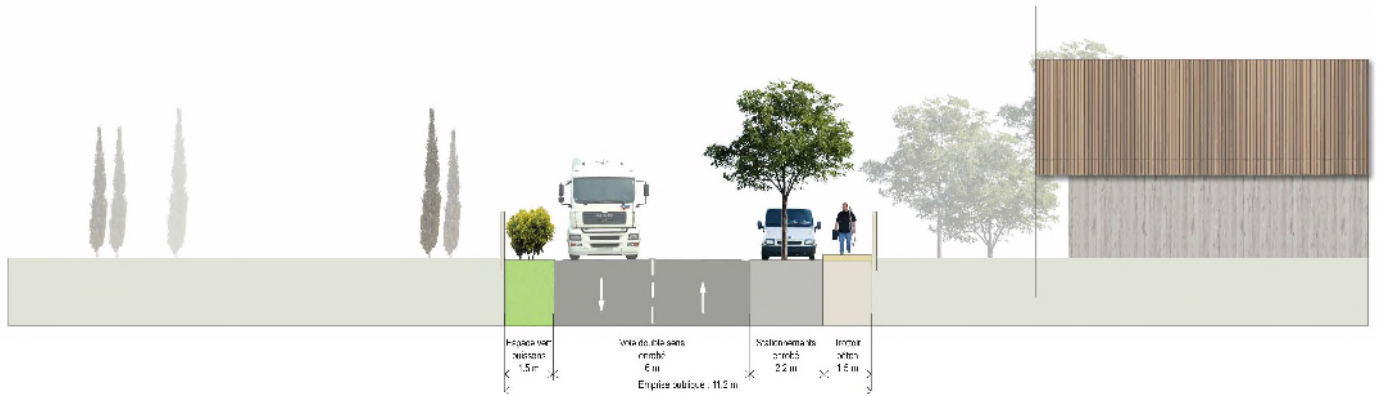 Espace vert
buissons
1.5 m
Voie double sens
enrobé
6 m
Stationnements
enrobé
2.2 m
Trottoir
béton
1.5 m
Emprise publique : 11.2 m